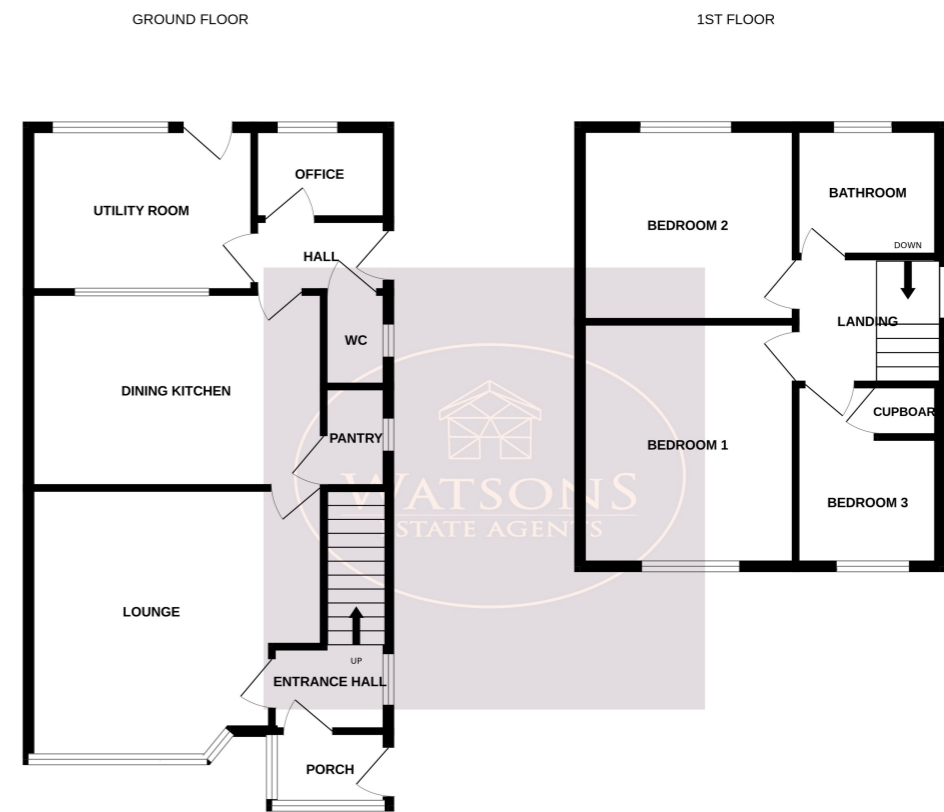 GROUND FLOOR
1ST FLOOR
OFFICE
UTILITY ROOM
HALL
WC
DINING KITCHEN
PANTRY
LOUNGE
UP
ENTRANCE HALL
PORCH
BATHROOM
BEDROOM 2
DOWN
LANDING
CUPBOAR
BEDROOM 1
BEDROOM 3
WATSONS
ESTATE AGENTS